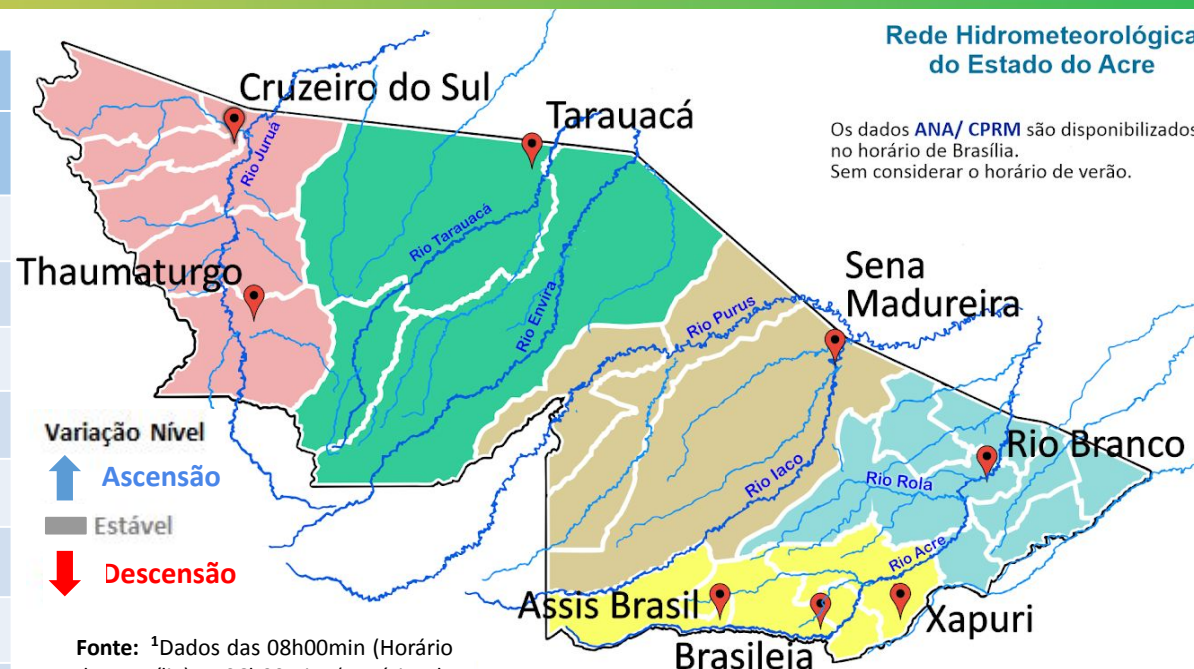 Rede Hidrometeorológica
do Estado do Acre
Os dados ANA/ CPRM são disponibilizados
no horário de Brasília.
Sem considerar o horário de verão.
Cruzeiro do Sul
Tarauacá
Rio Juruá
Rio Tarauacá
Thaumaturgo
Rio Envira
Sena
Madureira
Rio Purus
Variação Nível
Ascensão
Estável
Descensão
Rio Branco
Rio Iaco
Rio Rola
Rio Acre
Assis Brasil
Xapuri
Brasileia
Fonte: ¹Dados das 08h00min (Horário